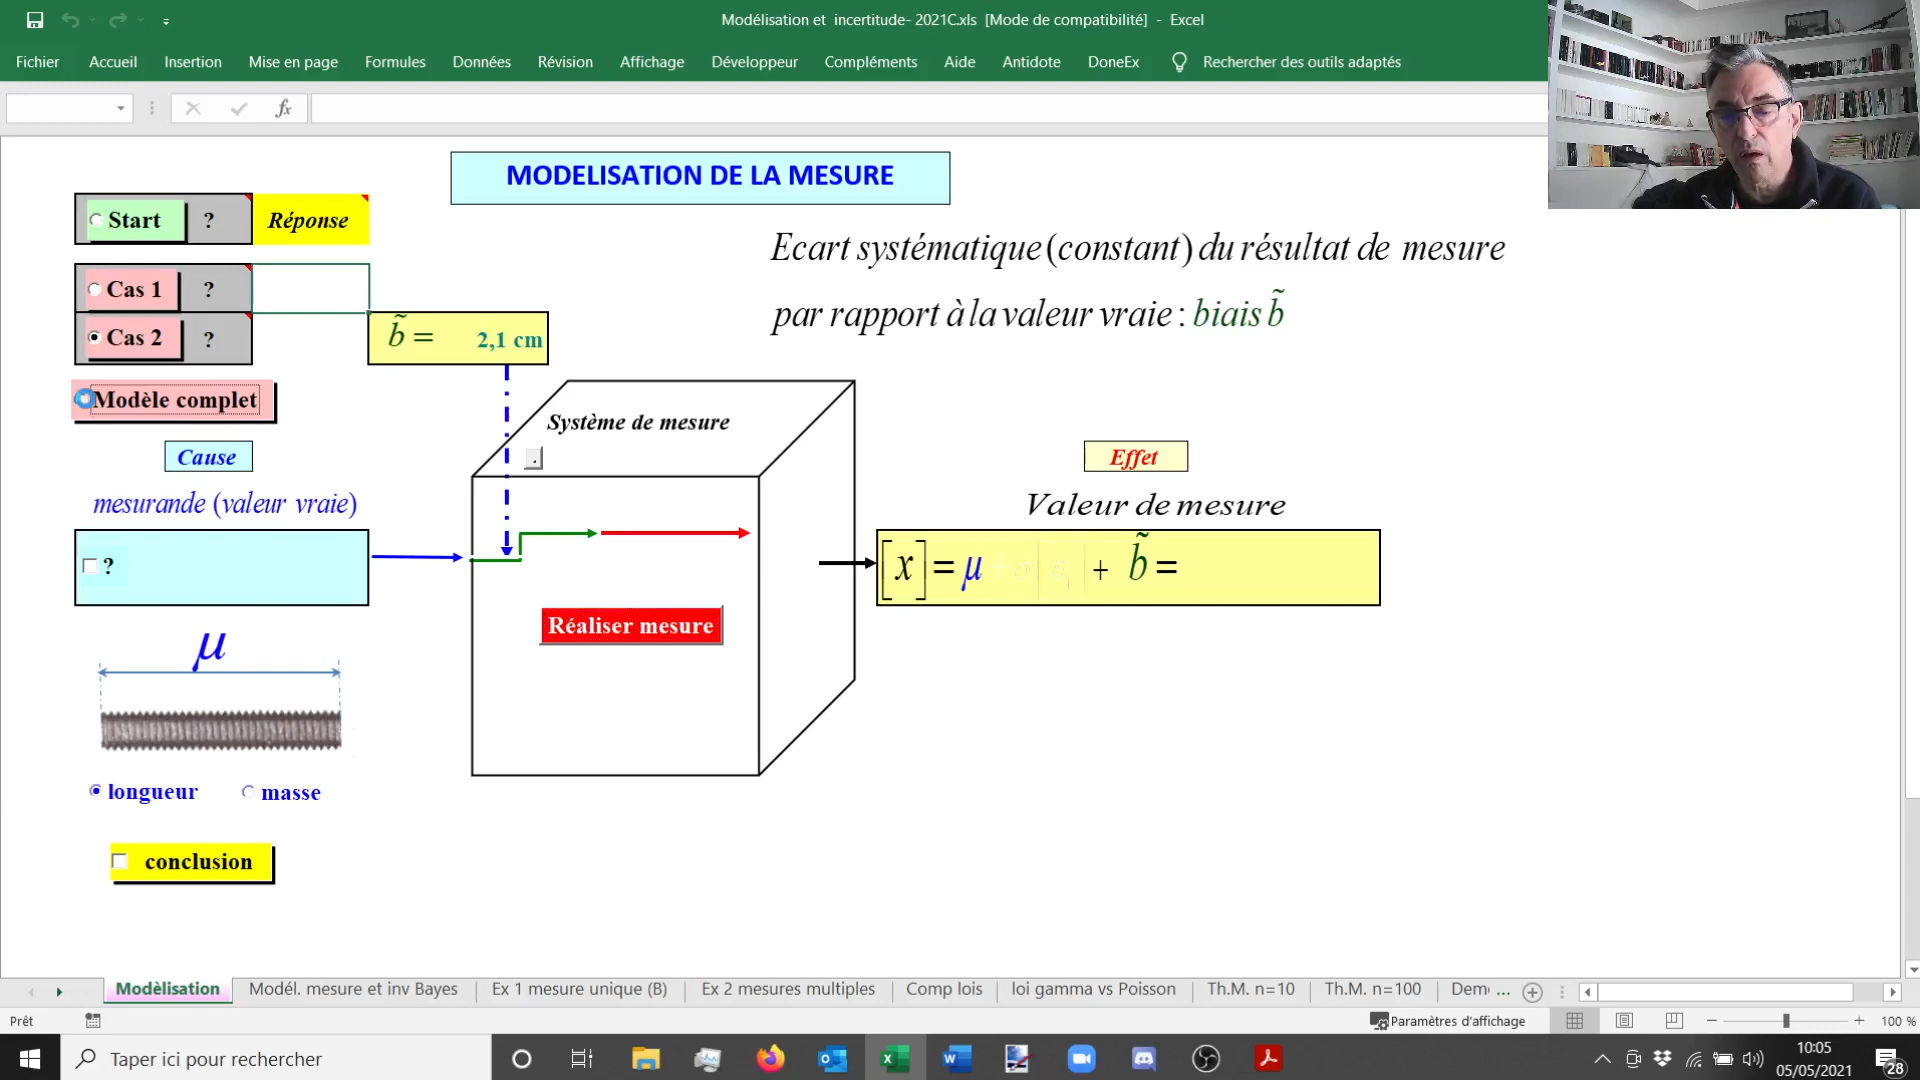 Modélisation et incertitude- 2021C.xls [Mode de compatibilité] - Excel
Fichier Accueil Insertion Mise en page Formules Données Révision Affichage Développeur Compléments Aide Antidote DoneEx Rechercher des outils adaptés
fx
MODELISATION DE LA MESURE
Start ? Réponse
Ecart systématique (constant) du résultat de mesure
Cas 1 ?
par rapport à la valeur vraie : biais b̃
Cas 2 ? b̃ = 2,1 cm
Modèle complet
Système de mesure
.
Cause
Effet
mesurande (valeur vraie)
Valeur de mesure
?
[x] = μ + b̃ =
Réaliser mesure
μ
longueur masse
conclusion
Modèlisation Modél. mesure et inv Bayes Ex 1 mesure unique (B) Ex 2 mesures multiples Comp lois loi gamma vs Poisson Th.M. n=10 Th.M. n=100 Dem ...
Prêt Paramètres d'affichage 100 %
Taper ici pour rechercher
10:05
05/05/2021
28